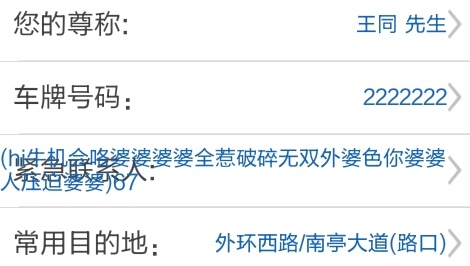 您的尊称: 王同 先生
车牌号码： 2222222
紧急联系人:
(hi生机会咯婆婆婆婆全惹破碎无双外婆色你婆婆
人压迫婆婆)67
常用目的地： 外环西路/南亭大道(路口)